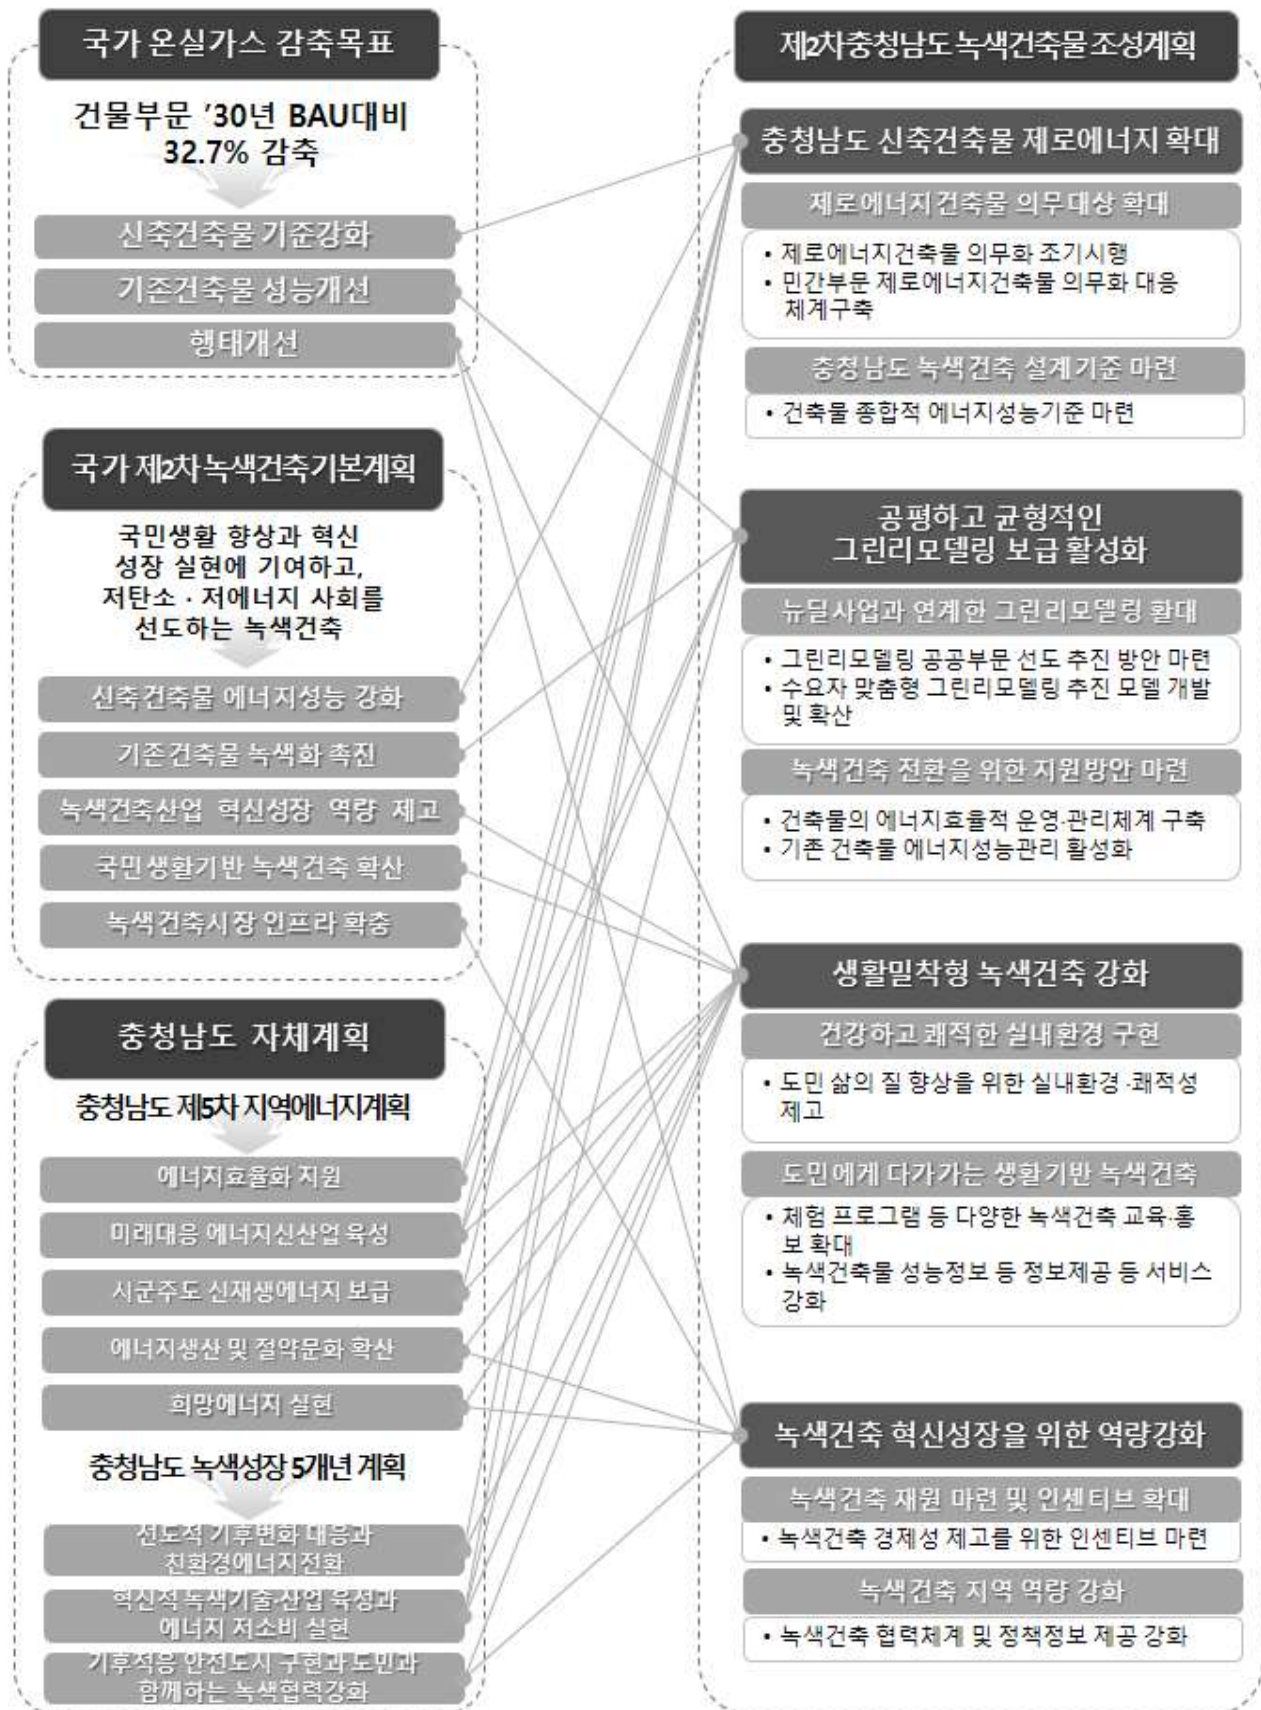 국가 온실가스 감축목표
건물부문 ’30년 BAU대비
32.7% 감축
신축건축물 기준강화
기존건축물 성능개선
행태개선
국가 제2차 녹색건축기본계획
국민생활 향상과 혁신
성장 실현에 기여하고,
저탄소 · 저에너지 사회를
선도하는 녹색건축
신축건축물 에너지성능 강화
기존건축물 녹색화 촉진
녹색건축산업 혁신성장 역량 제고
국민생활기반 녹색건축 확산
녹색건축시장 인프라 확충
충청남도 자체계획
충청남도 제5차 지역에너지계획
에너지효율화 지원
미래대응 에너지신산업 육성
시군주도 신재생에너지 보급
에너지생산 및 절약문화 확산
희망에너지 실현
충청남도 녹색성장 5개년 계획
선도적 기후변화 대응과
친환경에너지전환
혁신적 녹색기술·산업 육성과
에너지 저소비 실현
기후적응 안전도시 구현과 도민과
함께하는 녹색협력강화
제2차충청남도 녹색건축물 조성계획
충청남도 신축건축물 제로에너지 확대
제로에너지건축물 의무대상 확대
• 제로에너지건축물 의무화 조기시행
• 민간부문 제로에너지건축물 의무화 대응
체계구축
충청남도 녹색건축 설계기준 마련
• 건축물 종합적 에너지성능기준 마련
공평하고 균형적인
그린리모델링 보급 활성화
뉴딜사업과 연계한 그린리모델링 확대
• 그린리모델링 공공부문 선도 추진 방안 마련
• 수요자 맞춤형 그린리모델링 추진 모델 개발
및 확산
녹색건축 전환을 위한 지원방안 마련
• 건축물의 에너지효율적 운영·관리체계 구축
• 기존 건축물 에너지성능관리 활성화
생활밀착형 녹색건축 강화
건강하고 쾌적한 실내환경 구현
• 도민 삶의 질 향상을 위한 실내환경 ·쾌적성
제고
도민에게 다가가는 생활기반 녹색건축
• 체험 프로그램 등 다양한 녹색건축 교육·홍
보 확대
• 녹색건축물 성능정보 등 정보제공 등 서비스
강화
녹색건축 혁신성장을 위한 역량강화
녹색건축 재원 마련 및 인센티브 확대
• 녹색건축 경제성 제고를 위한 인센티브 마련
녹색건축 지역 역량 강화
• 녹색건축 협력체계 및 정책정보 제공 강화